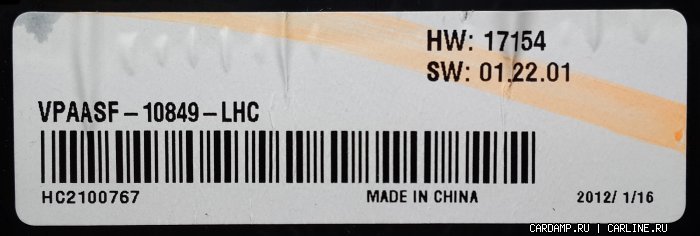 HW: 17154
SW: 01.22.01
VPAASF-10849-LHC
HC2100767 MADE IN CHINA 2012/ 1/16
CARDAMP.RU | CARLINE.RU